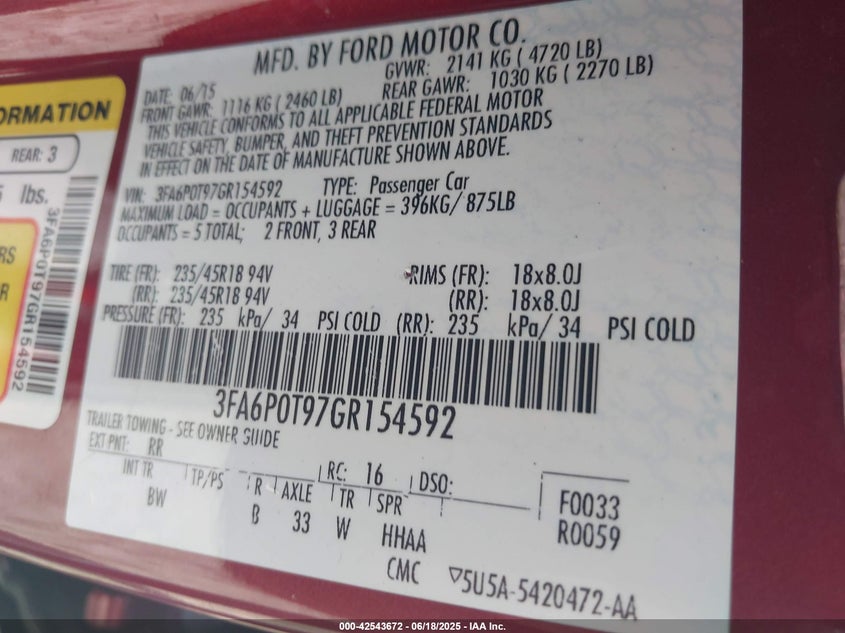 MFD. BY FORD MOTOR CO.
DATE: 06/15 GVWR: 2141 KG ( 4720 LB)
FRONT GAWR: 1116 KG ( 2460 LB) REAR GAWR: 1030 KG ( 2270 LB)
THIS VEHICLE CONFORMS TO ALL APPLICABLE FEDERAL MOTOR
VEHICLE SAFETY, BUMPER, AND THEFT PREVENTION STANDARDS
IN EFFECT ON THE DATE OF MANUFACTURE SHOWN ABOVE.
VIN: 3FA6P0T97GR154592 TYPE: Passenger Car
MAXIMUM LOAD = OCCUPANTS + LUGGAGE = 396KG/ 875LB
OCCUPANTS = 5 TOTAL; 2 FRONT, 3 REAR
TIRE (FR): 235/45R18 94V RIMS (FR): 18x8.0J
(RR): 235/45R18 94V (RR): 18x8.0J
PRESSURE (FR): 235 kPa/ 34 PSI COLD (RR): 235 kPa/ 34 PSI COLD
3FA6P0T97GR154592
TRAILER TOWING - SEE OWNER GUIDE
EXT PNT: RR RC: 16 DSO:
INT TR TP/PS R AXLE TR SPR
BW B 33 W HHAA
CMC
F0033
R0059
5U5A-5420472-AA
REAR: 3
lbs.
3FA6P0T97GR154592
000-42543672 - 06/18/2025 - IAA Inc.